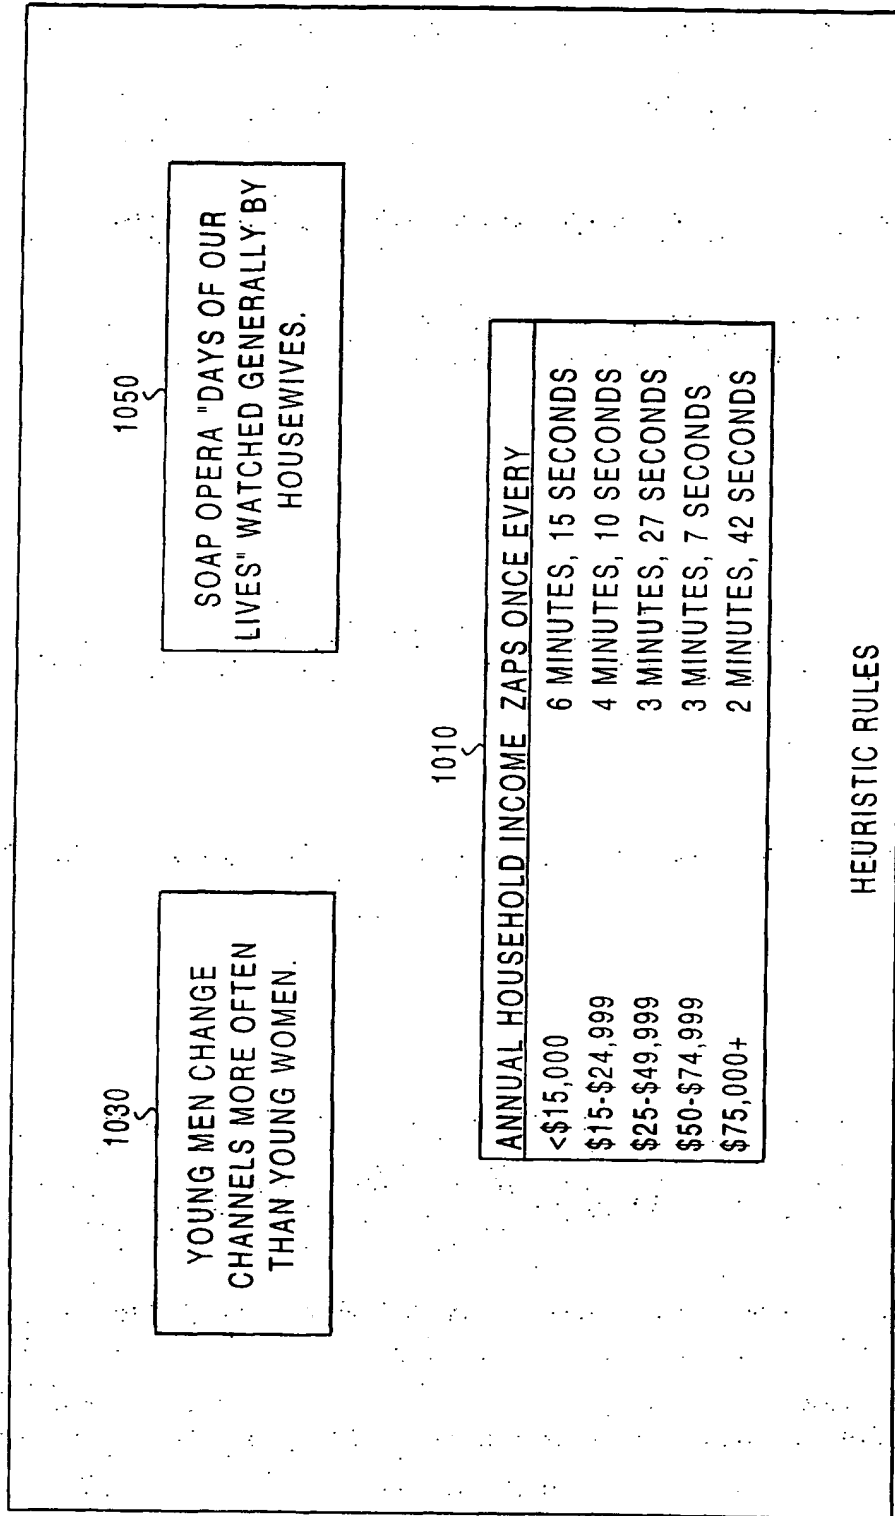 1030
YOUNG MEN CHANGE
CHANNELS MORE OFTEN
THAN YOUNG WOMEN.
1050
SOAP OPERA "DAYS OF OUR
LIVES" WATCHED GENERALLY BY
HOUSEWIVES.
1010
ANNUAL HOUSEHOLD INCOME ZAPS ONCE EVERY
<$15,000 6 MINUTES, 15 SECONDS
$15-$24,999 4 MINUTES, 10 SECONDS
$25-$49,999 3 MINUTES, 27 SECONDS
$50-$74,999 3 MINUTES, 7 SECONDS
$75,000+ 2 MINUTES, 42 SECONDS
HEURISTIC RULES